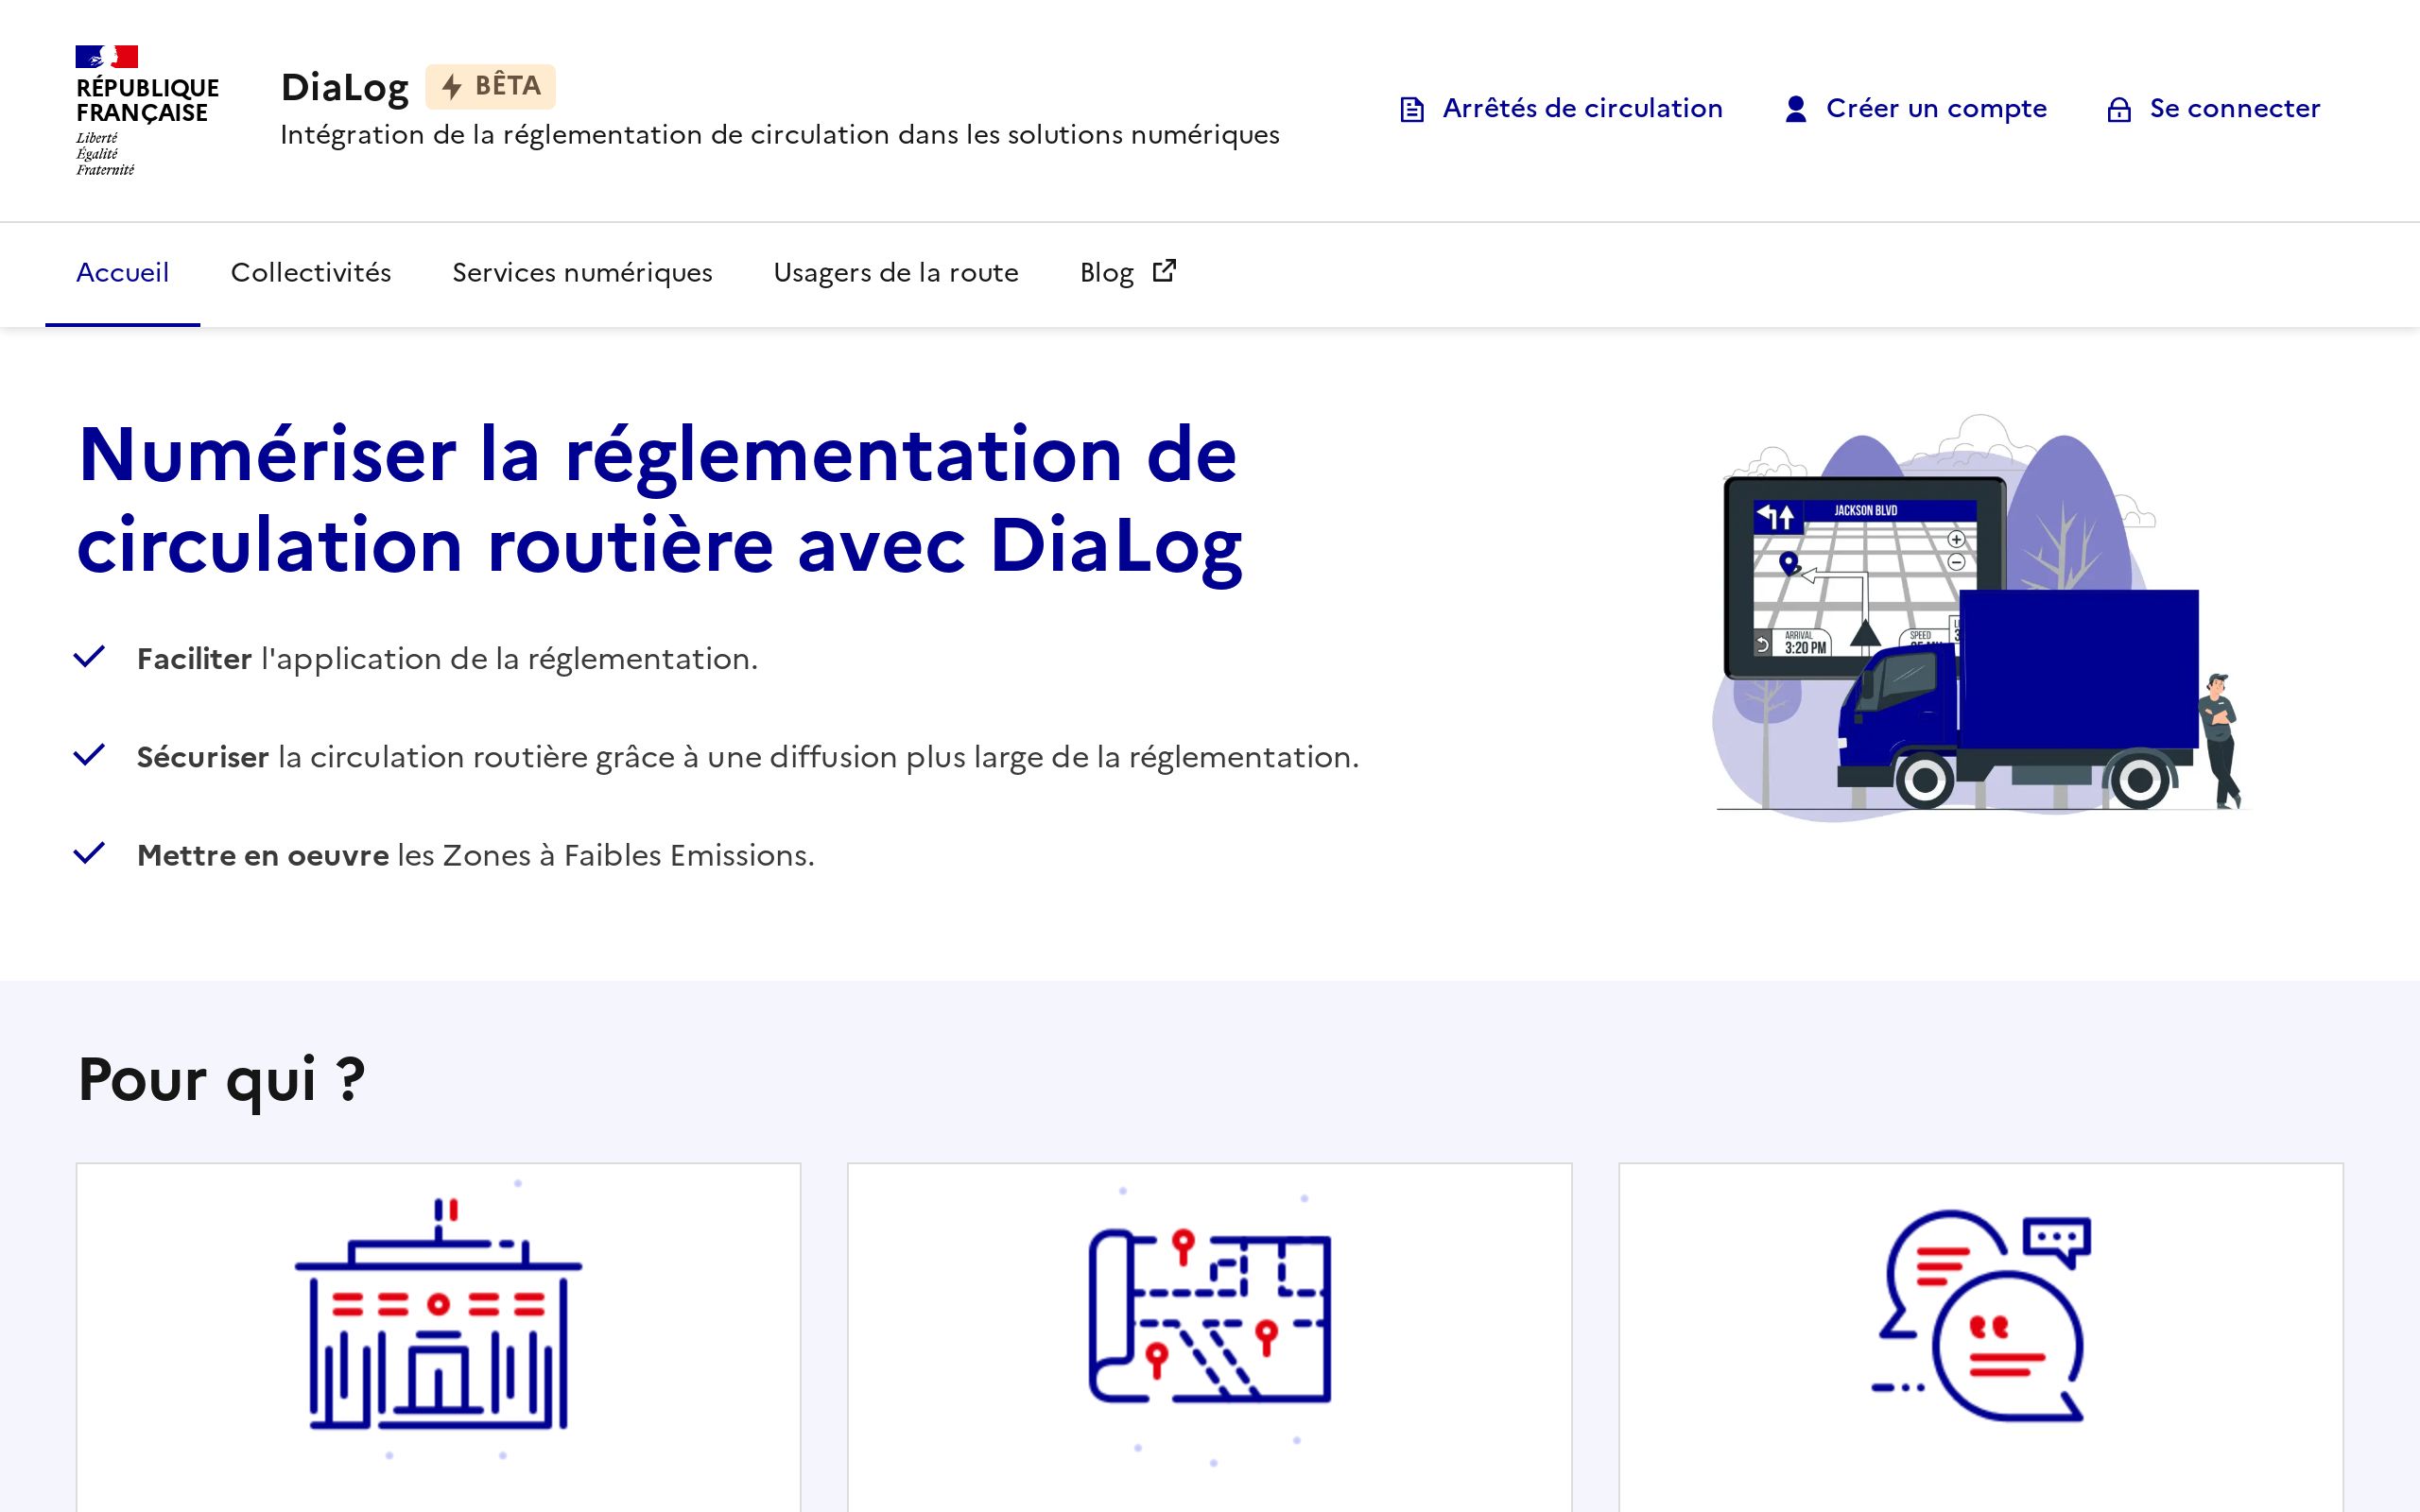 RÉPUBLIQUE
FRANÇAISE
Liberté
Égalité
Fraternité
DiaLog BÊTA
Intégration de la réglementation de circulation dans les solutions numériques
Arrêtés de circulation Créer un compte Se connecter
Accueil Collectivités Services numériques Usagers de la route Blog
Numériser la réglementation de
circulation routière avec DiaLog
Faciliter l'application de la réglementation.
Sécuriser la circulation routière grâce à une diffusion plus large de la réglementation.
Mettre en oeuvre les Zones à Faibles Emissions.
JACKSON BLVD
ARRIVAL
3:20 PM
SPEED
Pour qui ?